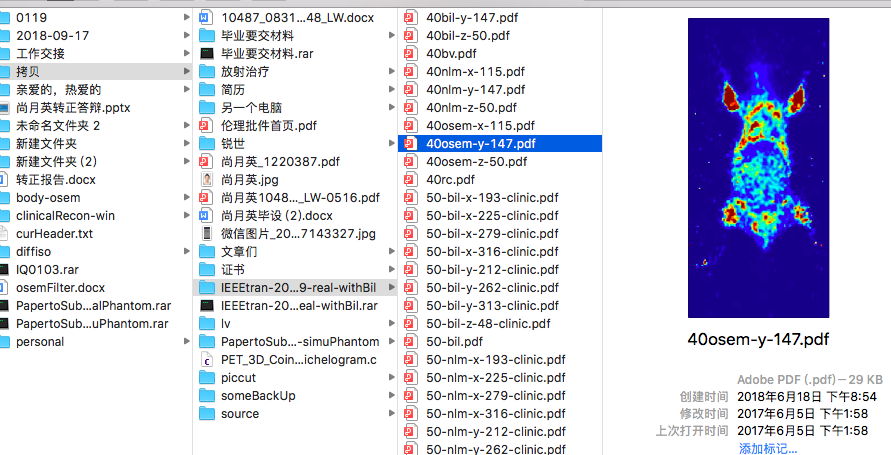 0119
2018-09-17
工作交接
拷贝
亲爱的，热爱的
尚月英转正答辩.pptx
未命名文件夹 2
新建文件夹
新建文件夹 (2)
转正报告.docx
body-osem
clinicalRecon-win
curHeader.txt
diffiso
IQ0103.rar
osemFilter.docx
PapertoSub...alPhantom.rar
PapertoSub...uPhantom.rar
personal
10487_0831...48_LW.docx
毕业要交材料
毕业要交材料.rar
放射治疗
简历
另一个电脑
伦理批件首页.pdf
锐世
尚月英_1220387.pdf
尚月英.jpg
尚月英1048..._LW-0516.pdf
尚月英毕设 (2).docx
微信图片_20...7143327.jpg
文章们
证书
IEEEtran-20...9-real-withBil
IEEEtran-20...eal-withBil.rar
lv
PapertoSub...-simuPhantom
PET_3D_Coin...ichelogram.c
piccut
someBackUp
source
40bil-y-147.pdf
40bil-z-50.pdf
40bv.pdf
40nlm-x-115.pdf
40nlm-y-147.pdf
40nlm-z-50.pdf
40osem-x-115.pdf
40osem-y-147.pdf
40osem-z-50.pdf
40rc.pdf
50-bil-x-193-clinic.pdf
50-bil-x-225-clinic.pdf
50-bil-x-279-clinic.pdf
50-bil-x-316-clinic.pdf
50-bil-y-212-clinic.pdf
50-bil-y-262-clinic.pdf
50-bil-y-313-clinic.pdf
50-bil-z-48-clinic.pdf
50-bil.pdf
50-nlm-x-193-clinic.pdf
50-nlm-x-225-clinic.pdf
50-nlm-x-279-clinic.pdf
50-nlm-x-316-clinic.pdf
50-nlm-y-212-clinic.pdf
50-nlm-y-262-clinic.pdf
40osem-y-147.pdf
Adobe PDF (.pdf) – 29 KB
创建时间 2018年6月18日 下午8:54
修改时间 2017年6月5日 下午1:58
上次打开时间 2017年6月5日 下午1:58
添加标记...